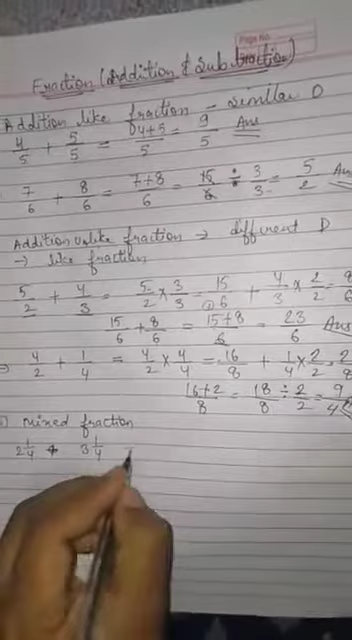 Page No.
Fraction (Addition & Subtraction)
Addition like fraction - similar D
4/5 + 5/5 = 4+5/5 = 9/5 Ans
7/6 + 8/6 = 7+8/6 = 15/6 ÷ 3/3 = 5/2 Ans
Addition unlike fraction → different D
→ like fraction
5/2 + 4/3 = 5/2 × 3/3 = 15/6 + 4/3 × 2/2 = 8/6
15/6 + 8/6 = 15+8/6 = 23/6 Ans
⇒ 4/2 + 1/4 = 4/2 × 4/4 = 16/8 + 1/4 × 2/2 = 2/8
16+2/8 = 18/8 ÷ 2/2 = 9/4
mixed fraction
2 1/4 + 3 1/4